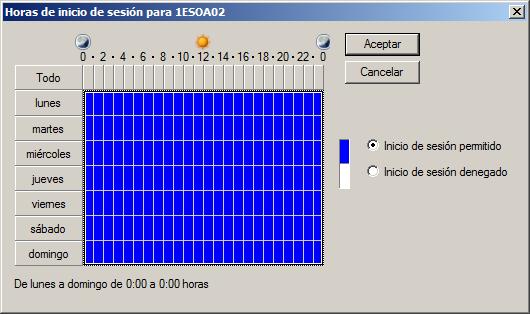 Horas de inicio de sesión para 1ESOA02
Aceptar
0 · 2 · 4 · 6 · 8 · 10 · 12 · 14 · 16 · 18 · 20 · 22 · 0
Cancelar
Todo
lunes
martes
miércoles
jueves
viernes
sábado
domingo
Inicio de sesión permitido
Inicio de sesión denegado
De lunes a domingo de 0:00 a 0:00 horas